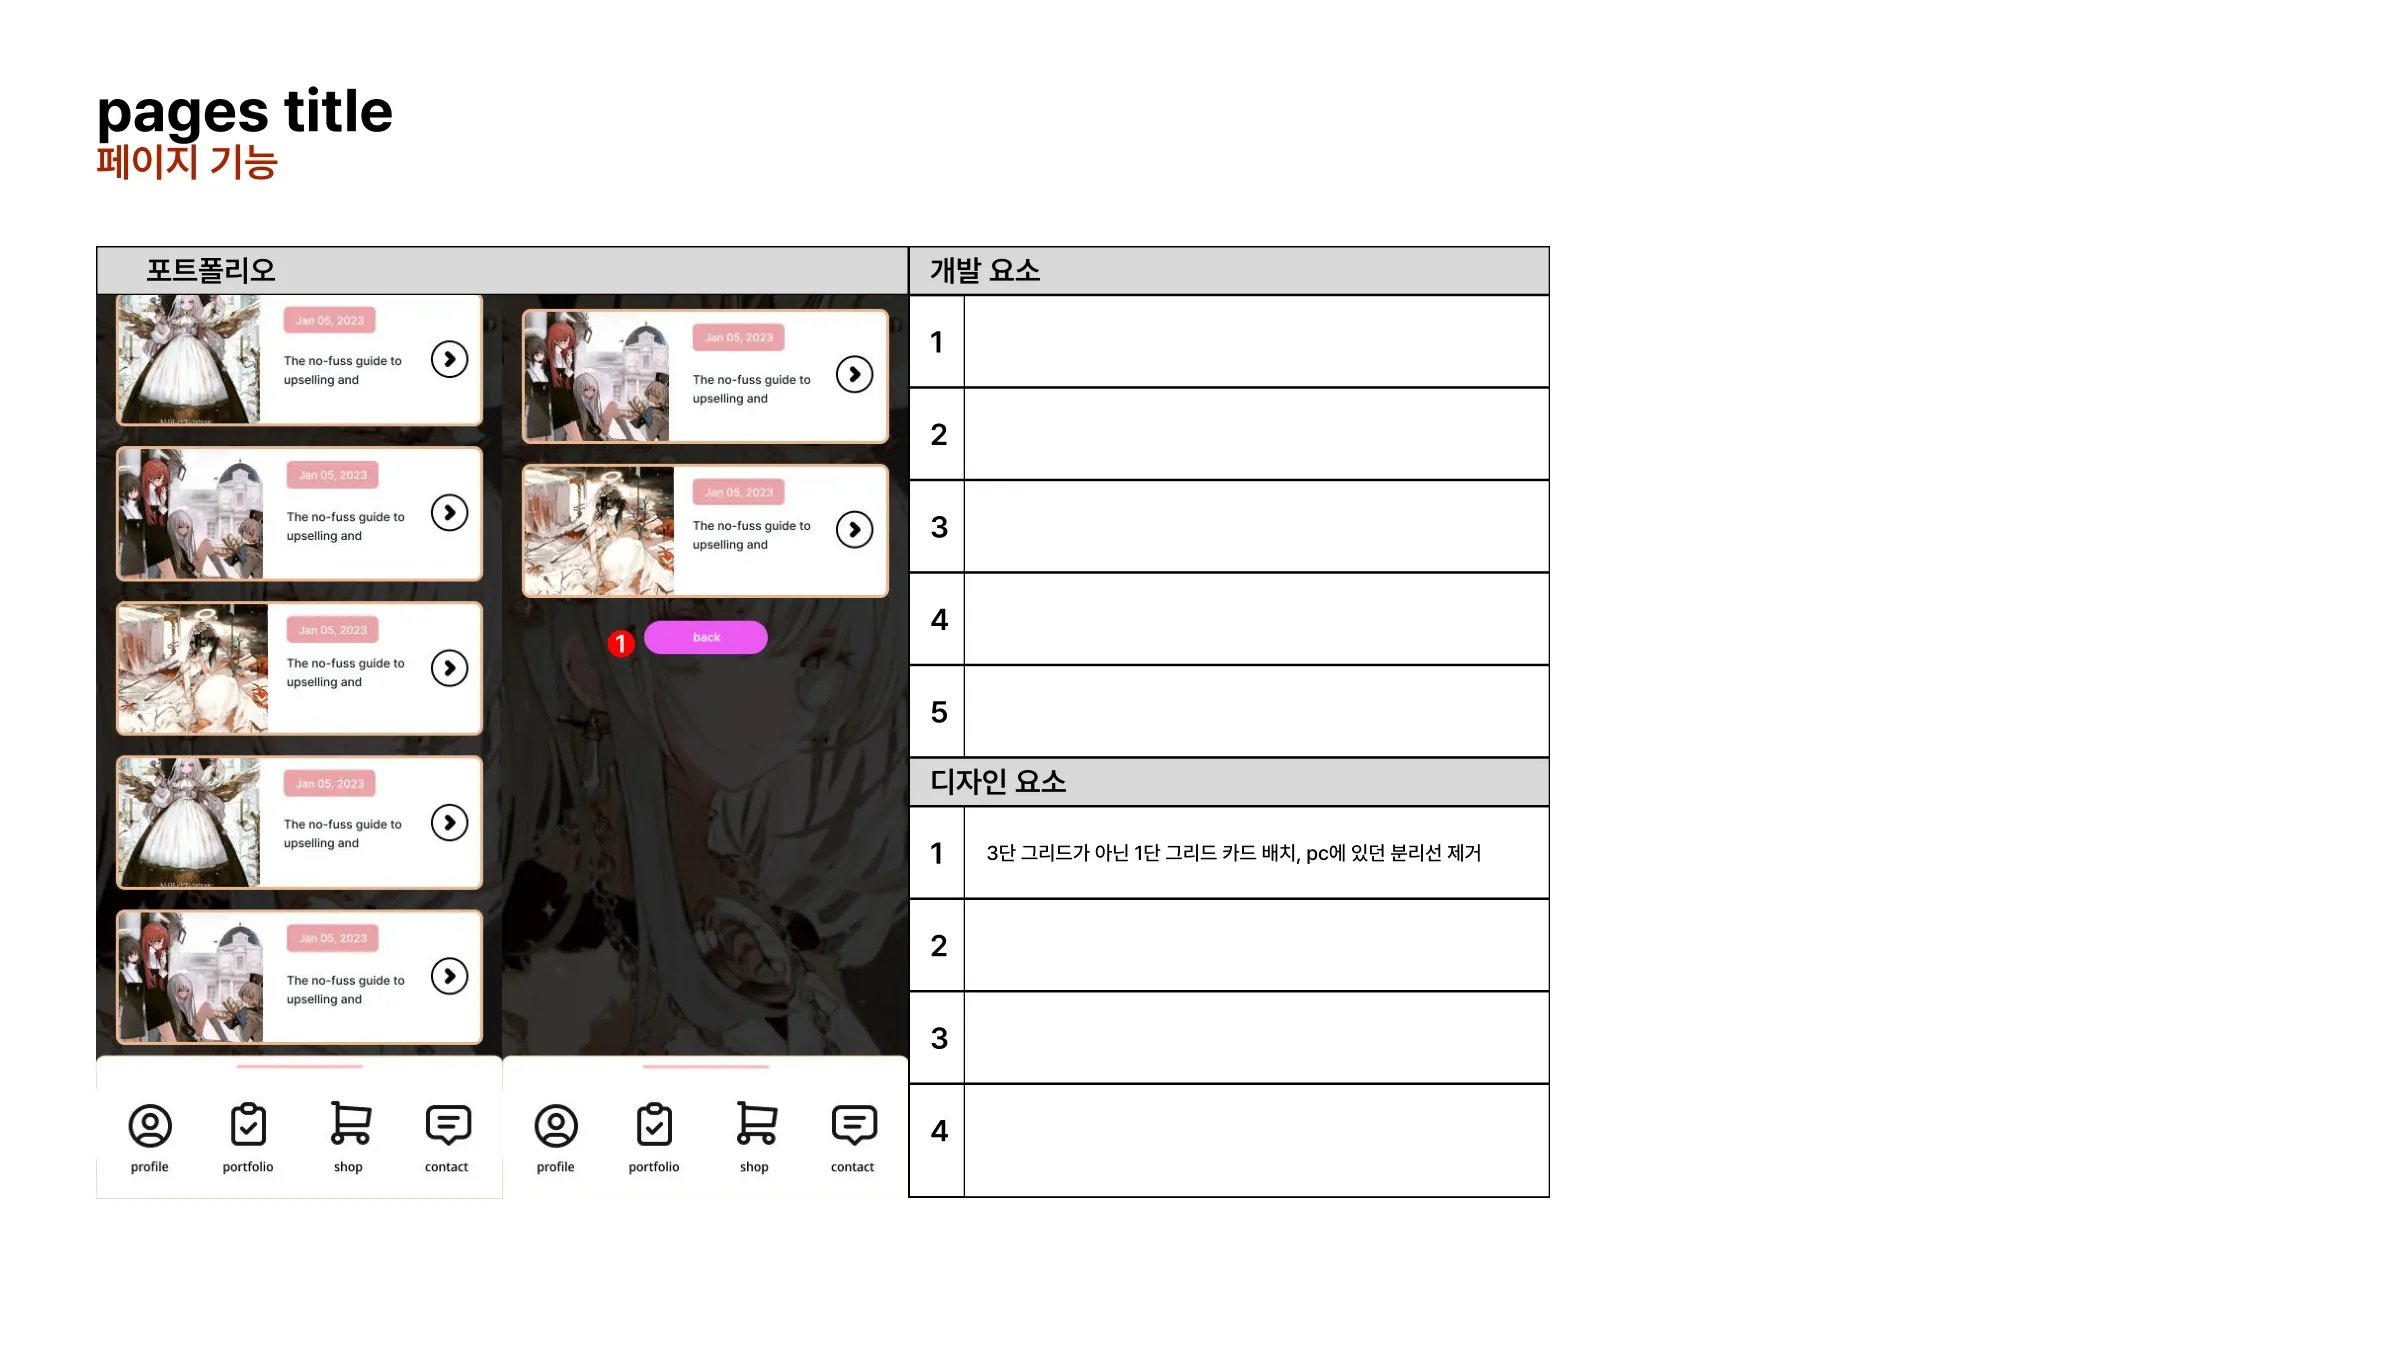 pages title
페이지 기능
포트폴리오
Jan 05, 2023
The no-fuss guide to
upselling and
Jan 05, 2023
The no-fuss guide to
upselling and
Jan 05, 2023
The no-fuss guide to
upselling and
Jan 05, 2023
The no-fuss guide to
upselling and
Jan 05, 2023
The no-fuss guide to
upselling and
profile
portfolio
shop
contact
Jan 05, 2023
The no-fuss guide to
upselling and
Jan 05, 2023
The no-fuss guide to
upselling and
1
back
profile
portfolio
shop
contact
개발 요소
1
2
3
4
5
디자인 요소
1
3단 그리드가 아닌 1단 그리드 카드 배치, pc에 있던 분리선 제거
2
3
4